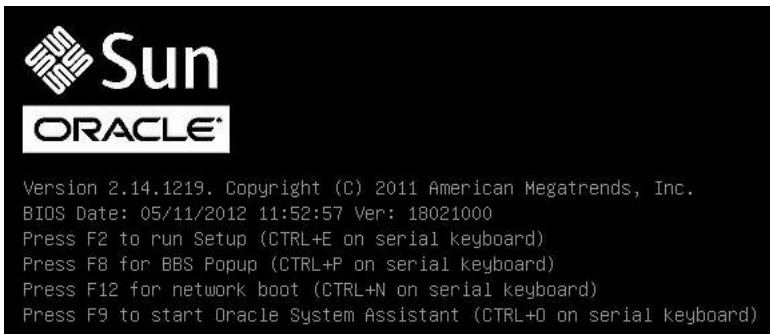 Sun
ORACLE
Version 2.14.1219. Copyright (C) 2011 American Megatrends, Inc.
BIOS Date: 05/11/2012 11:52:57 Ver: 18021000
Press F2 to run Setup (CTRL+E on serial keyboard)
Press F8 for BBS Popup (CTRL+P on serial keyboard)
Press F12 for network boot (CTRL+N on serial keyboard)
Press F9 to start Oracle System Assistant (CTRL+O on serial keyboard)